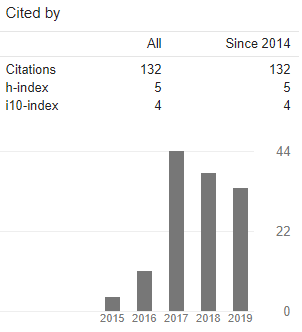 Cited by
All Since 2014
Citations 132 132
h-index 5 5
i10-index 4 4
44
22
0
2015 2016 2017 2018 2019